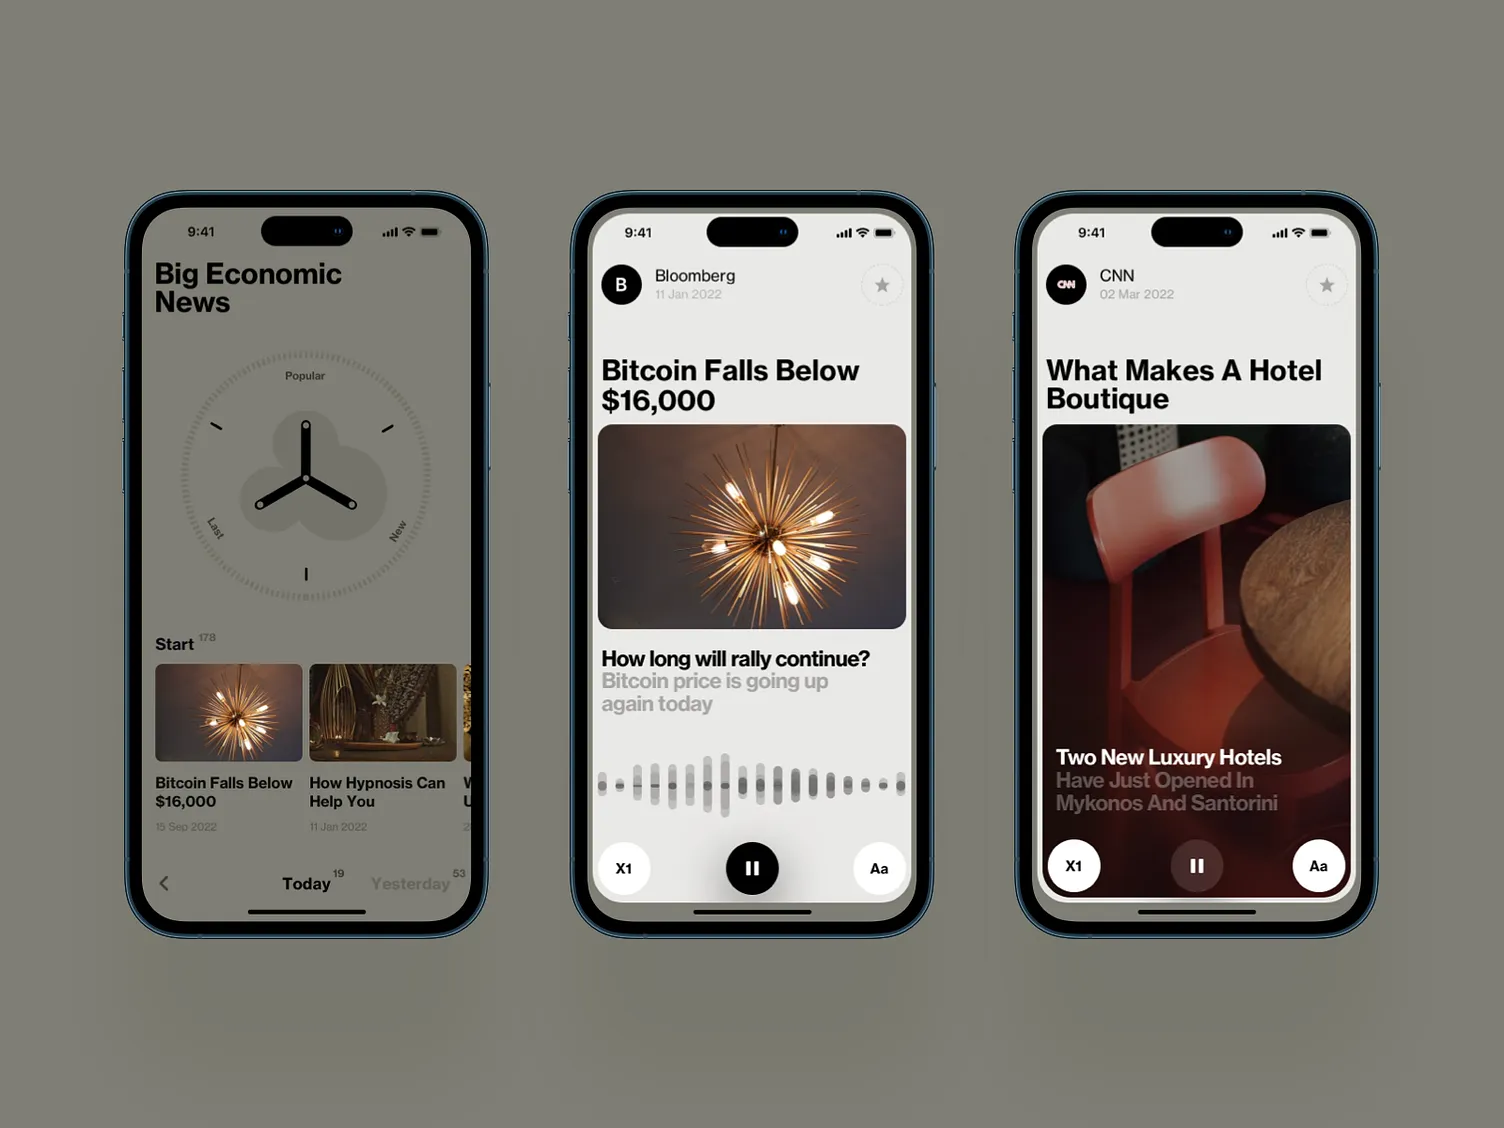 9:41
Big Economic
News
Popular
Last
New
Start 178
Bitcoin Falls Below
$16,000
15 Sep 2022
How Hypnosis Can
Help You
11 Jan 2022
Today 19
Yesterday 53
9:41
B
Bloomberg
11 Jan 2022
Bitcoin Falls Below
$16,000
How long will rally continue?
Bitcoin price is going up
again today
X1
Aa
9:41
CNN
CNN
02 Mar 2022
What Makes A Hotel
Boutique
Two New Luxury Hotels
Have Just Opened In
Mykonos And Santorini
X1
Aa